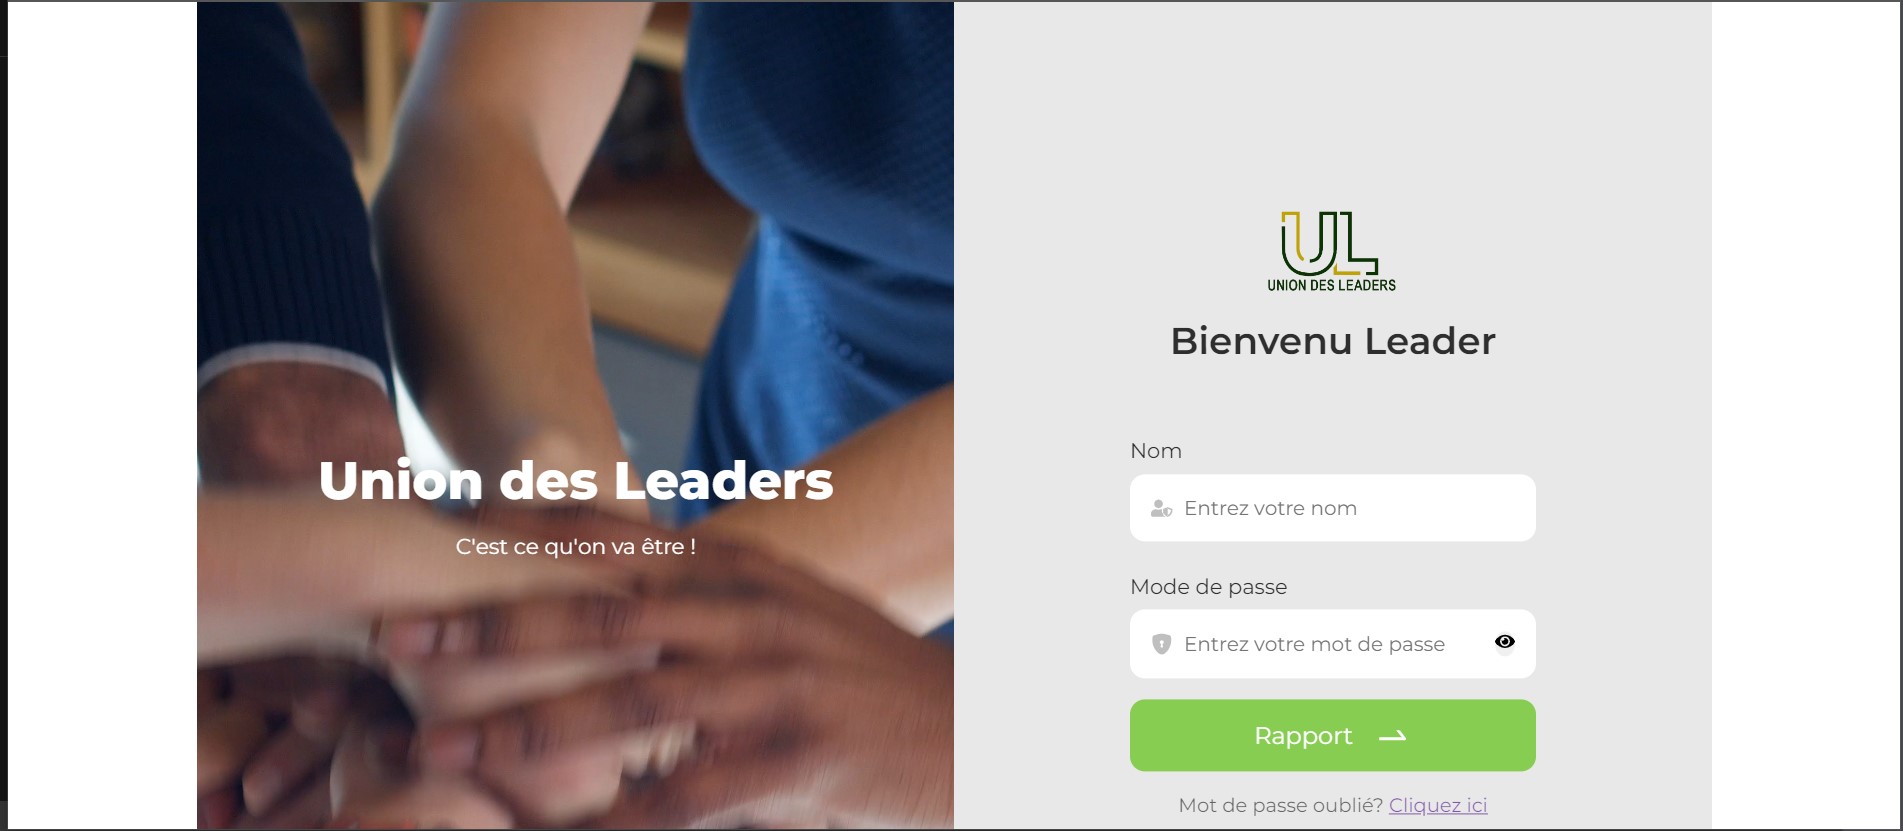 Union des Leaders
C'est ce qu'on va être !
UL
UNION DES LEADERS
Bienvenu Leader
Nom
Entrez votre nom
Mode de passe
Entrez votre mot de passe
Rapport
Mot de passe oublié? Cliquez ici